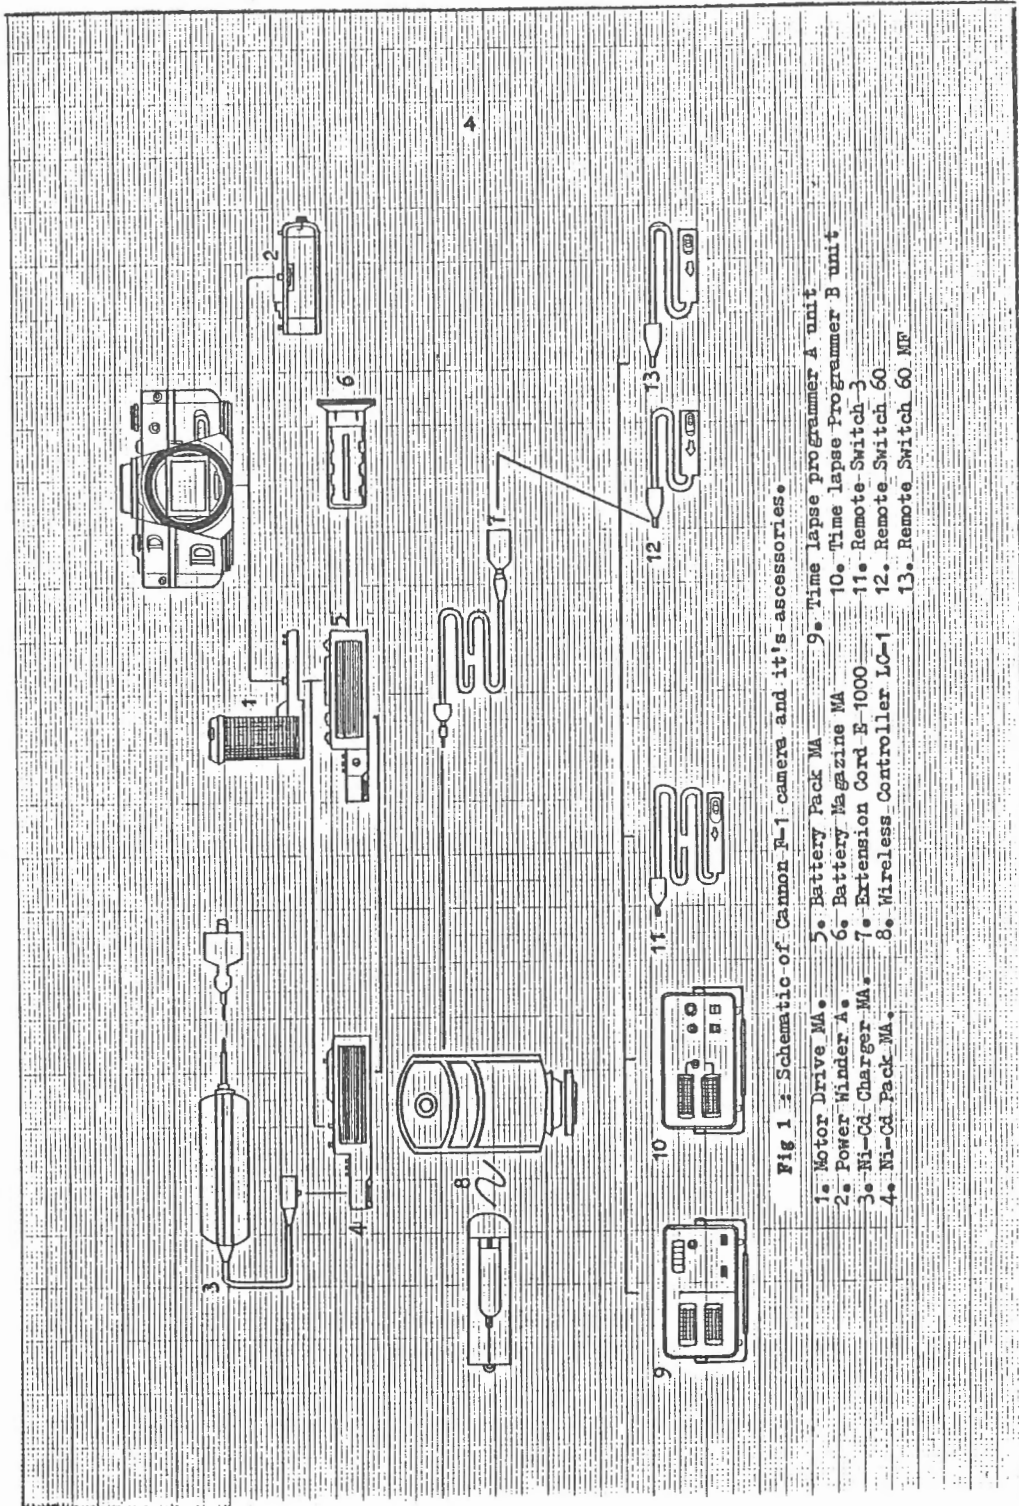 4
1
2
3
4
5
6
7
8
9
10
11
12
13
Fig 1 : Schematic of Cannon F-1 camera and it's ascessories.
1. Motor Drive MA. 5. Battery Pack MA 9. Time lapse programmer A unit
2. Power Winder A. 6. Battery Magazine MA 10. Time lapse Programmer B unit
3. Ni-Cd Charger MA. 7. Extension Cord E 1000 11. Remote Switch 3
4. Ni-Cd Pack MA. 8. Wireless Controller LC-1 12. Remote Switch 60
13. Remote Switch 60 MF